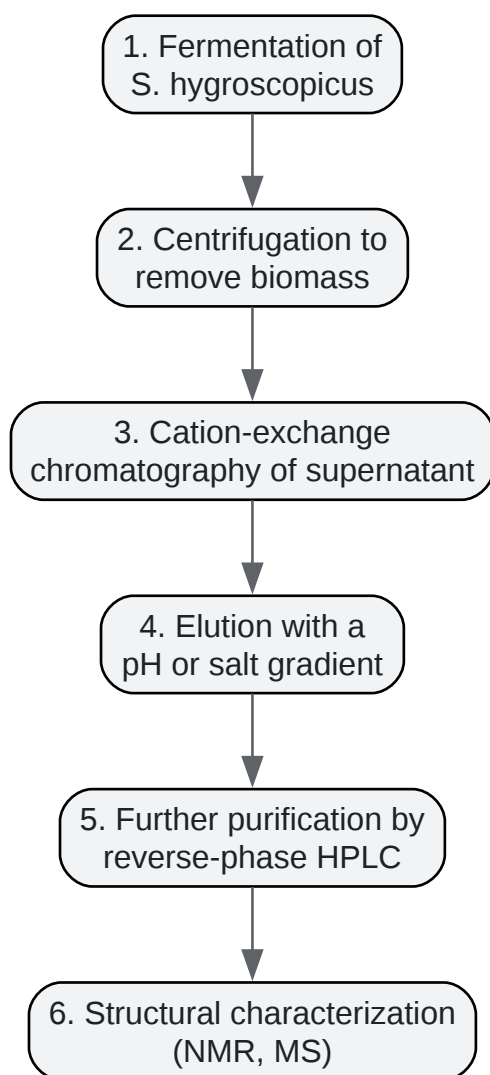 1. Fermentation of
S. hygroscopicus
2. Centrifugation to
remove biomass
3. Cation-exchange
chromatography of supernatant
4. Elution with a
pH or salt gradient
5. Further purification by
reverse-phase HPLC
6. Structural characterization
(NMR, MS)